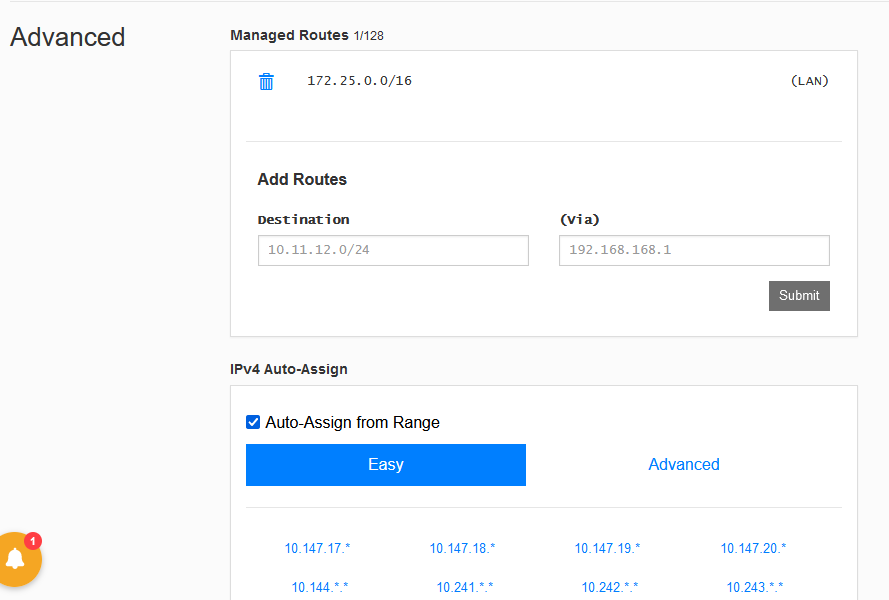 Advanced
Managed Routes 1/128
172.25.0.0/16 (LAN)
Add Routes
Destination (Via)
10.11.12.0/24 192.168.168.1
Submit
IPv4 Auto-Assign
Auto-Assign from Range
Easy Advanced
10.147.17.* 10.147.18.* 10.147.19.* 10.147.20.*
10.144.*.* 10.241.*.* 10.242.*.* 10.243.*.*
1